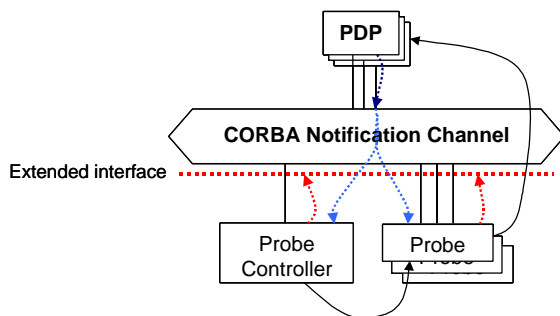 PDP
CORBA Notification Channel
Extended interface
Probe
Controller
Probe